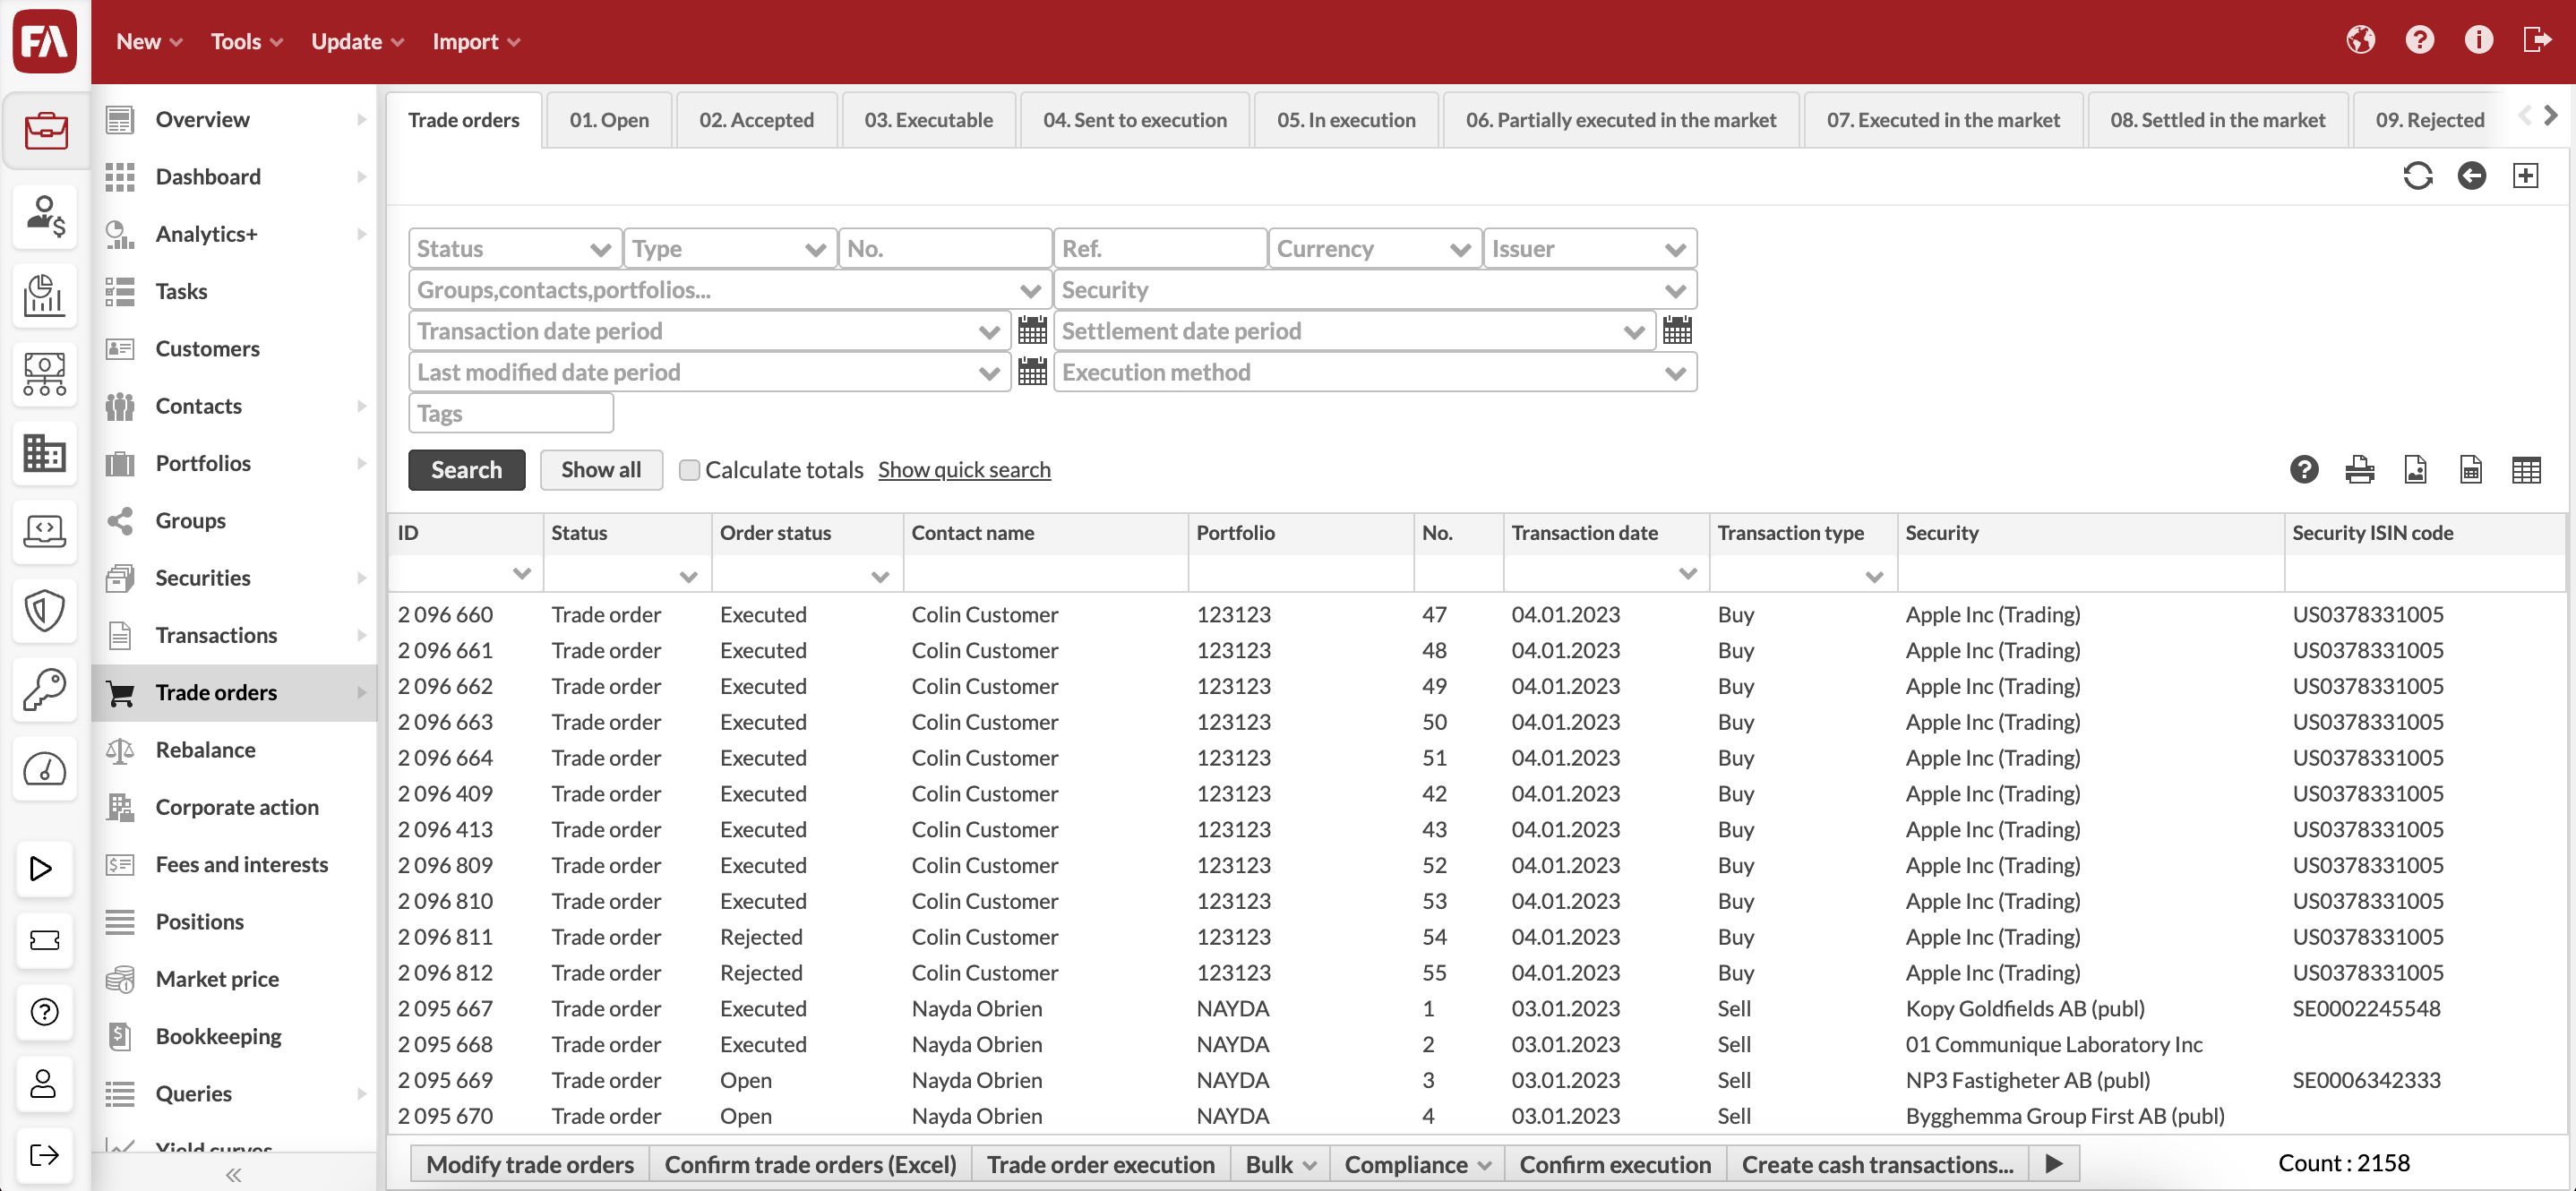 FA
New Tools Update Import
Overview
Dashboard
Analytics+
Tasks
Customers
Contacts
Portfolios
Groups
Securities
Transactions
Trade orders
Rebalance
Corporate action
Fees and interests
Positions
Market price
Bookkeeping
Queries
Yield curves
Trade orders 01. Open 02. Accepted 03. Executable 04. Sent to execution 05. In execution 06. Partially executed in the market 07. Executed in the market 08. Settled in the market 09. Rejected
Status Type No. Ref. Currency Issuer
Groups,contacts,portfolios... Security
Transaction date period Settlement date period
Last modified date period Execution method
Tags
Search Show all Calculate totals Show quick search
ID Status Order status Contact name Portfolio No. Transaction date Transaction type Security Security ISIN code
2 096 660 Trade order Executed Colin Customer 123123 47 04.01.2023 Buy Apple Inc (Trading) US0378331005
2 096 661 Trade order Executed Colin Customer 123123 48 04.01.2023 Buy Apple Inc (Trading) US0378331005
2 096 662 Trade order Executed Colin Customer 123123 49 04.01.2023 Buy Apple Inc (Trading) US0378331005
2 096 663 Trade order Executed Colin Customer 123123 50 04.01.2023 Buy Apple Inc (Trading) US0378331005
2 096 664 Trade order Executed Colin Customer 123123 51 04.01.2023 Buy Apple Inc (Trading) US0378331005
2 096 409 Trade order Executed Colin Customer 123123 42 04.01.2023 Buy Apple Inc (Trading) US0378331005
2 096 413 Trade order Executed Colin Customer 123123 43 04.01.2023 Buy Apple Inc (Trading) US0378331005
2 096 809 Trade order Executed Colin Customer 123123 52 04.01.2023 Buy Apple Inc (Trading) US0378331005
2 096 810 Trade order Executed Colin Customer 123123 53 04.01.2023 Buy Apple Inc (Trading) US0378331005
2 096 811 Trade order Rejected Colin Customer 123123 54 04.01.2023 Buy Apple Inc (Trading) US0378331005
2 096 812 Trade order Rejected Colin Customer 123123 55 04.01.2023 Buy Apple Inc (Trading) US0378331005
2 095 667 Trade order Executed Nayda Obrien NAYDA 1 03.01.2023 Sell Kopy Goldfields AB (publ) SE0002245548
2 095 668 Trade order Executed Nayda Obrien NAYDA 2 03.01.2023 Sell 01 Communique Laboratory Inc
2 095 669 Trade order Open Nayda Obrien NAYDA 3 03.01.2023 Sell NP3 Fastigheter AB (publ) SE0006342333
2 095 670 Trade order Open Nayda Obrien NAYDA 4 03.01.2023 Sell Bygghemma Group First AB (publ)
Modify trade orders Confirm trade orders (Excel) Trade order execution Bulk Compliance Confirm execution Create cash transactions... Count : 2158